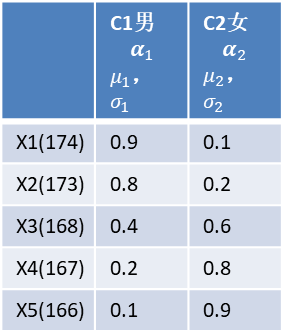 C1男 C2女
α1 α2
μ1， μ2，
σ1 σ2
X1(174) 0.9 0.1
X2(173) 0.8 0.2
X3(168) 0.4 0.6
X4(167) 0.2 0.8
X5(166) 0.1 0.9